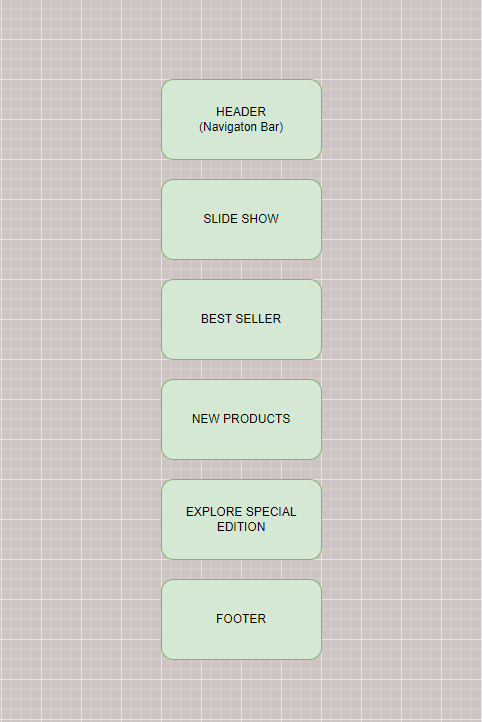 HEADER
(Navigaton Bar)
SLIDE SHOW
BEST SELLER
NEW PRODUCTS
EXPLORE SPECIAL
EDITION
FOOTER